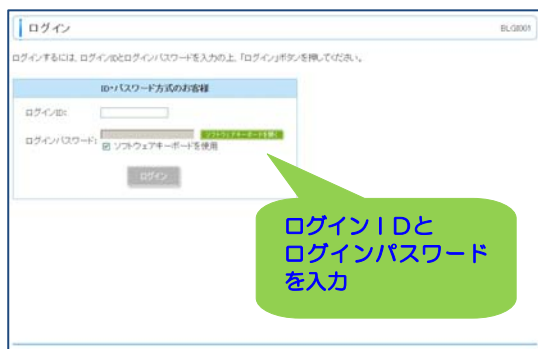 ログイン
BLGI001
ログインするには、ログインIDとログインパスワードを入力の上、「ログイン」ボタンを押してください。
ID・パスワード方式のお客様
ログインID:
ログインパスワード:
ソフトウェアキーボードを開く
ソフトウェアキーボードを使用
ログイン
ログインIDと
ログインパスワード
を入力